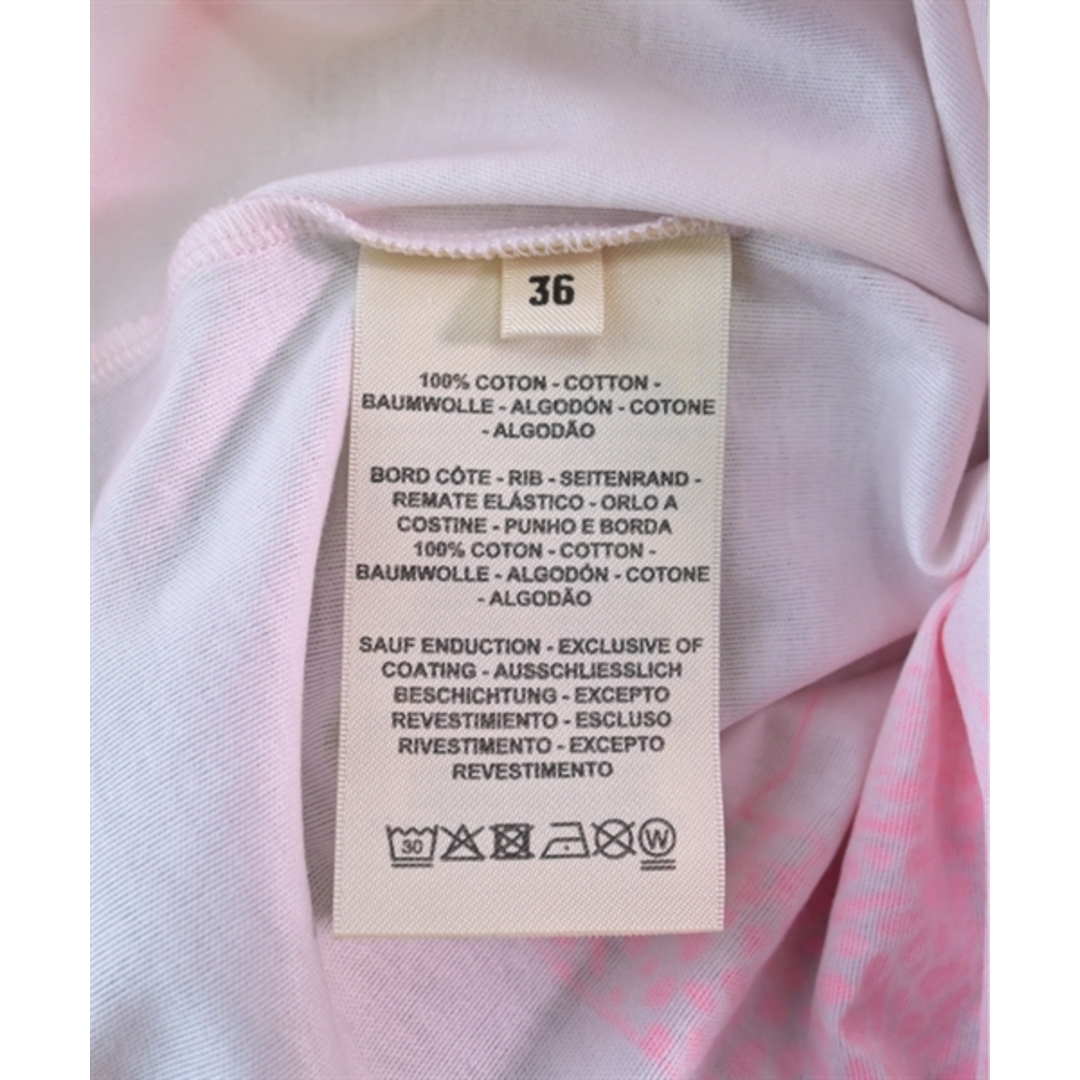 36
100% COTON - COTTON -
BAUMWOLLE - ALGODÓN - COTONE
- ALGODÃO
BORD CÔTE - RIB - SEITENRAND -
REMATE ELÁSTICO - ORLO A
COSTINE - PUNHO E BORDA
100% COTON - COTTON -
BAUMWOLLE - ALGODÓN - COTONE
- ALGODÃO
SAUF ENDUCTION - EXCLUSIVE OF
COATING - AUSSCHLIESSLICH
BESCHICHTUNG - EXCEPTO
REVESTIMIENTO - ESCLUSO
RIVESTIMENTO - EXCEPTO
REVESTIMENTO
30 W